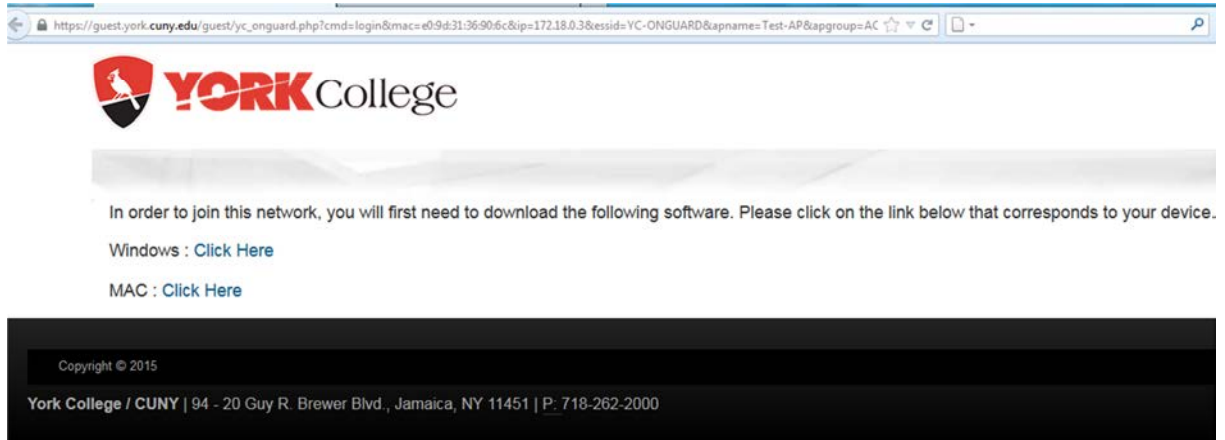 https://guest.york.cuny.edu/guest/yc_onguard.php?cmd=login&mac=e0:9d:31:36:90:6c&ip=172.18.0.3&essid=YC-ONGUARD&apname=Test-AP&apgroup=AC
YORK College
In order to join this network, you will first need to download the following software. Please click on the link below that corresponds to your device.
Windows : Click Here
MAC : Click Here
Copyright © 2015
York College / CUNY | 94 - 20 Guy R. Brewer Blvd., Jamaica, NY 11451 | P: 718-262-2000